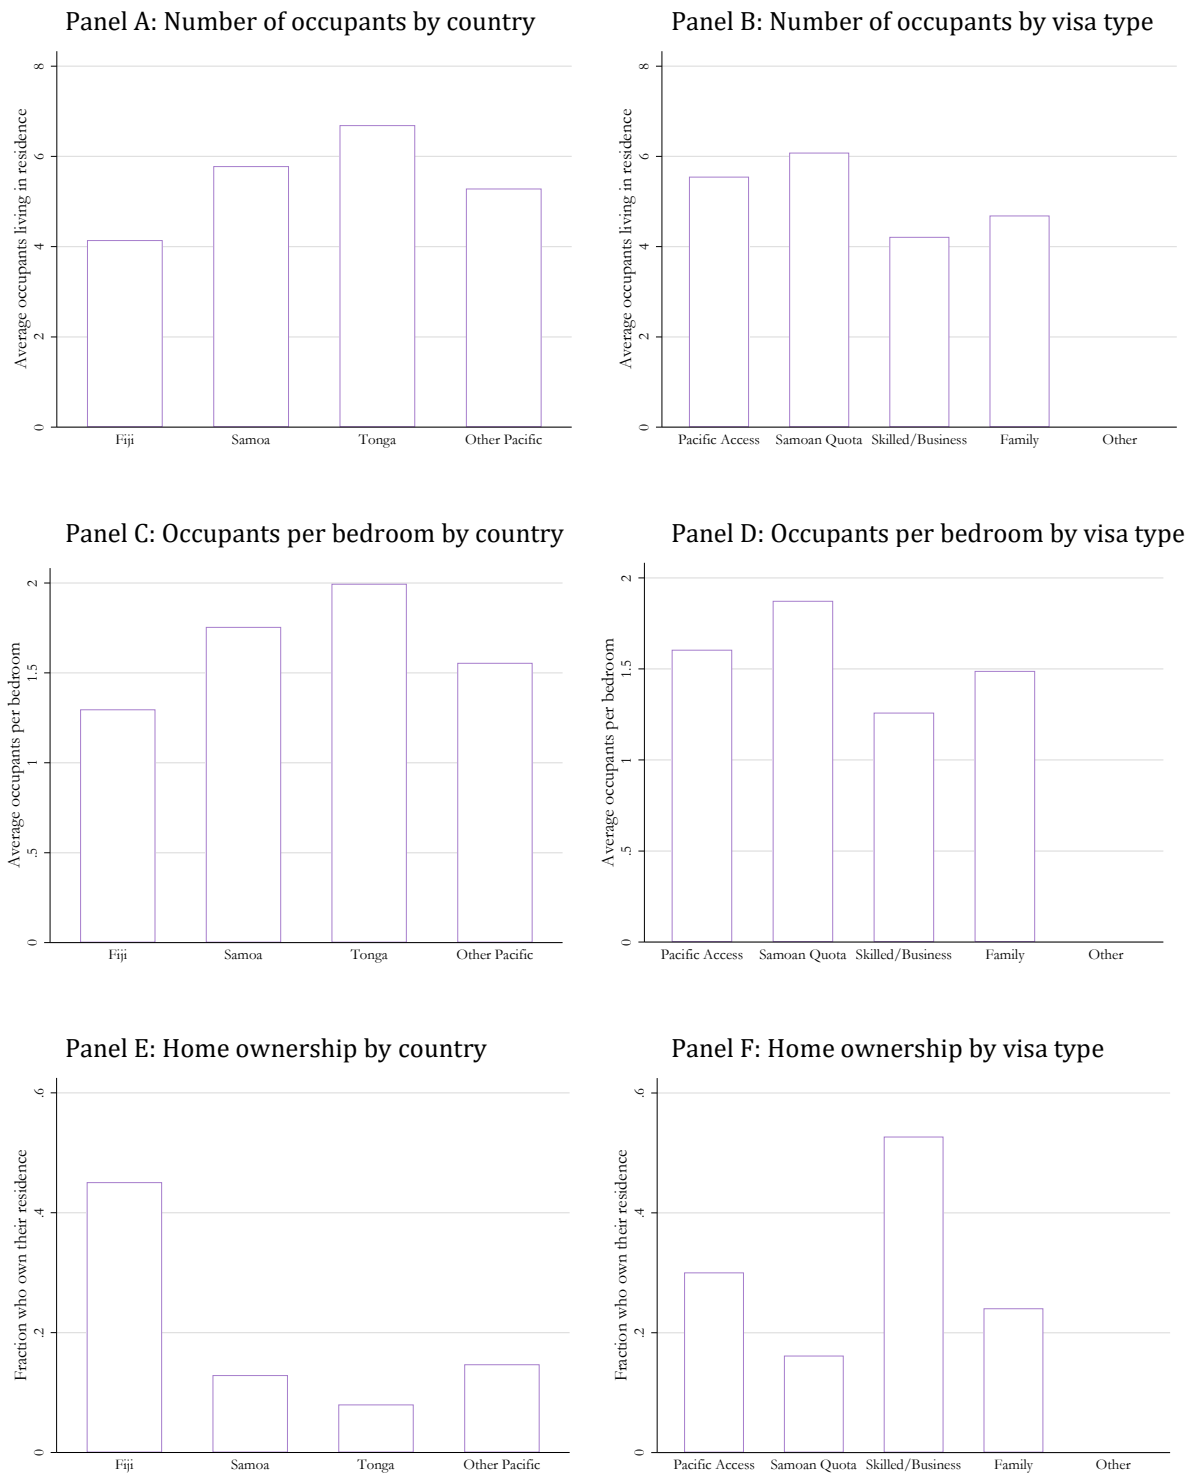 Panel A: Number of occupants by country
Average occupants living in residence
8
6
4
2
0
Fiji Samoa Tonga Other Pacific
Panel B: Number of occupants by visa type
Average occupants living in residence
8
6
4
2
0
Pacific Access Samoan Quota Skilled/Business Family Other
Panel C: Occupants per bedroom by country
Average occupants per bedroom
2
1.5
1
.5
0
Fiji Samoa Tonga Other Pacific
Panel D: Occupants per bedroom by visa type
Average occupants per bedroom
2
1.5
1
.5
0
Pacific Access Samoan Quota Skilled/Business Family Other
Panel E: Home ownership by country
Fraction who own their residence
.6
.4
.2
0
Fiji Samoa Tonga Other Pacific
Panel F: Home ownership by visa type
Fraction who own their residence
.6
.4
.2
0
Pacific Access Samoan Quota Skilled/Business Family Other